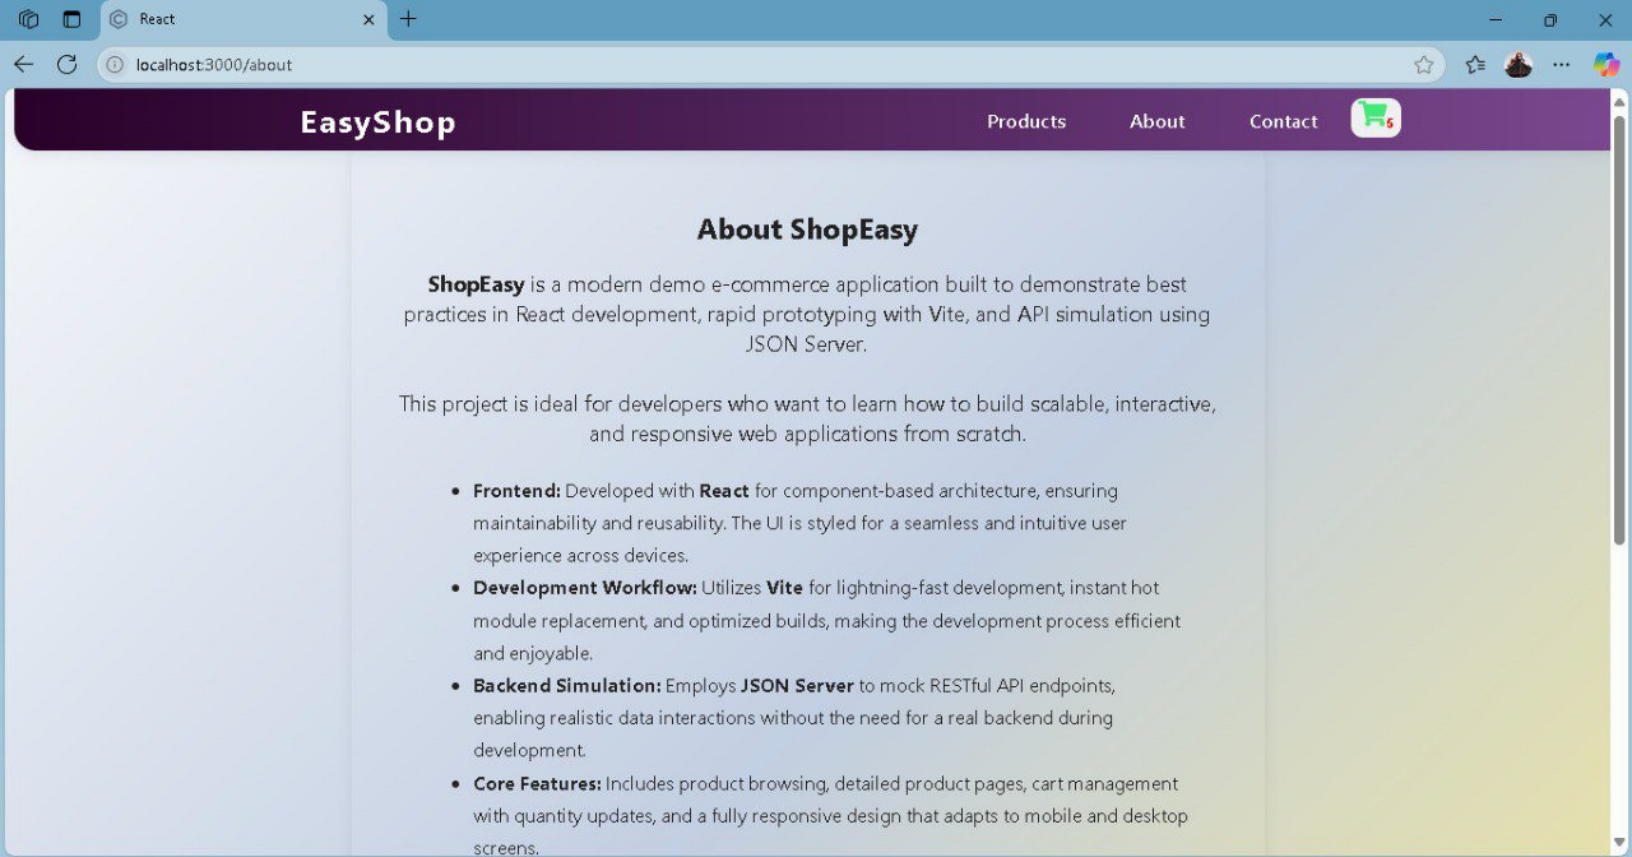 React
localhost:3000/about
EasyShop
Products
About
Contact
5
About ShopEasy
ShopEasy is a modern demo e-commerce application built to demonstrate best
practices in React development, rapid prototyping with Vite, and API simulation using
JSON Server.
This project is ideal for developers who want to learn how to build scalable, interactive,
and responsive web applications from scratch.
• Frontend: Developed with React for component-based architecture, ensuring
maintainability and reusability. The UI is styled for a seamless and intuitive user
experience across devices.
• Development Workflow: Utilizes Vite for lightning-fast development, instant hot
module replacement, and optimized builds, making the development process efficient
and enjoyable.
• Backend Simulation: Employs JSON Server to mock RESTful API endpoints,
enabling realistic data interactions without the need for a real backend during
development.
• Core Features: Includes product browsing, detailed product pages, cart management
with quantity updates, and a fully responsive design that adapts to mobile and desktop
screens.